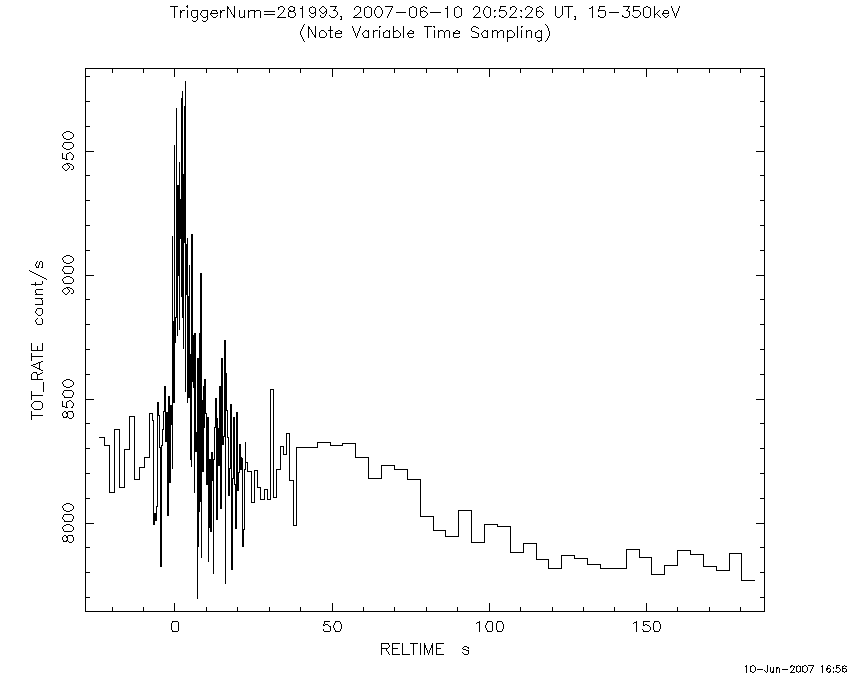 TriggerNum=281993, 2007-06-10 20:52:26 UT, 15-350keV
(Note Variable Time Sampling)
TOT_RATE count/s
9500
9000
8500
8000
0 50 100 150
RELTIME s
10-Jun-2007 16:56